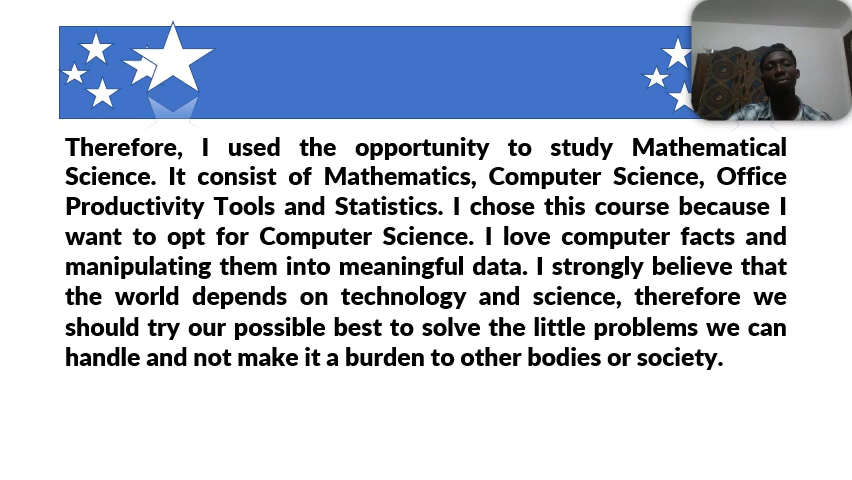 Therefore, I used the opportunity to study Mathematical
Science. It consist of Mathematics, Computer Science, Office
Productivity Tools and Statistics. I chose this course because I
want to opt for Computer Science. I love computer facts and
manipulating them into meaningful data. I strongly believe that
the world depends on technology and science, therefore we
should try our possible best to solve the little problems we can
handle and not make it a burden to other bodies or society.